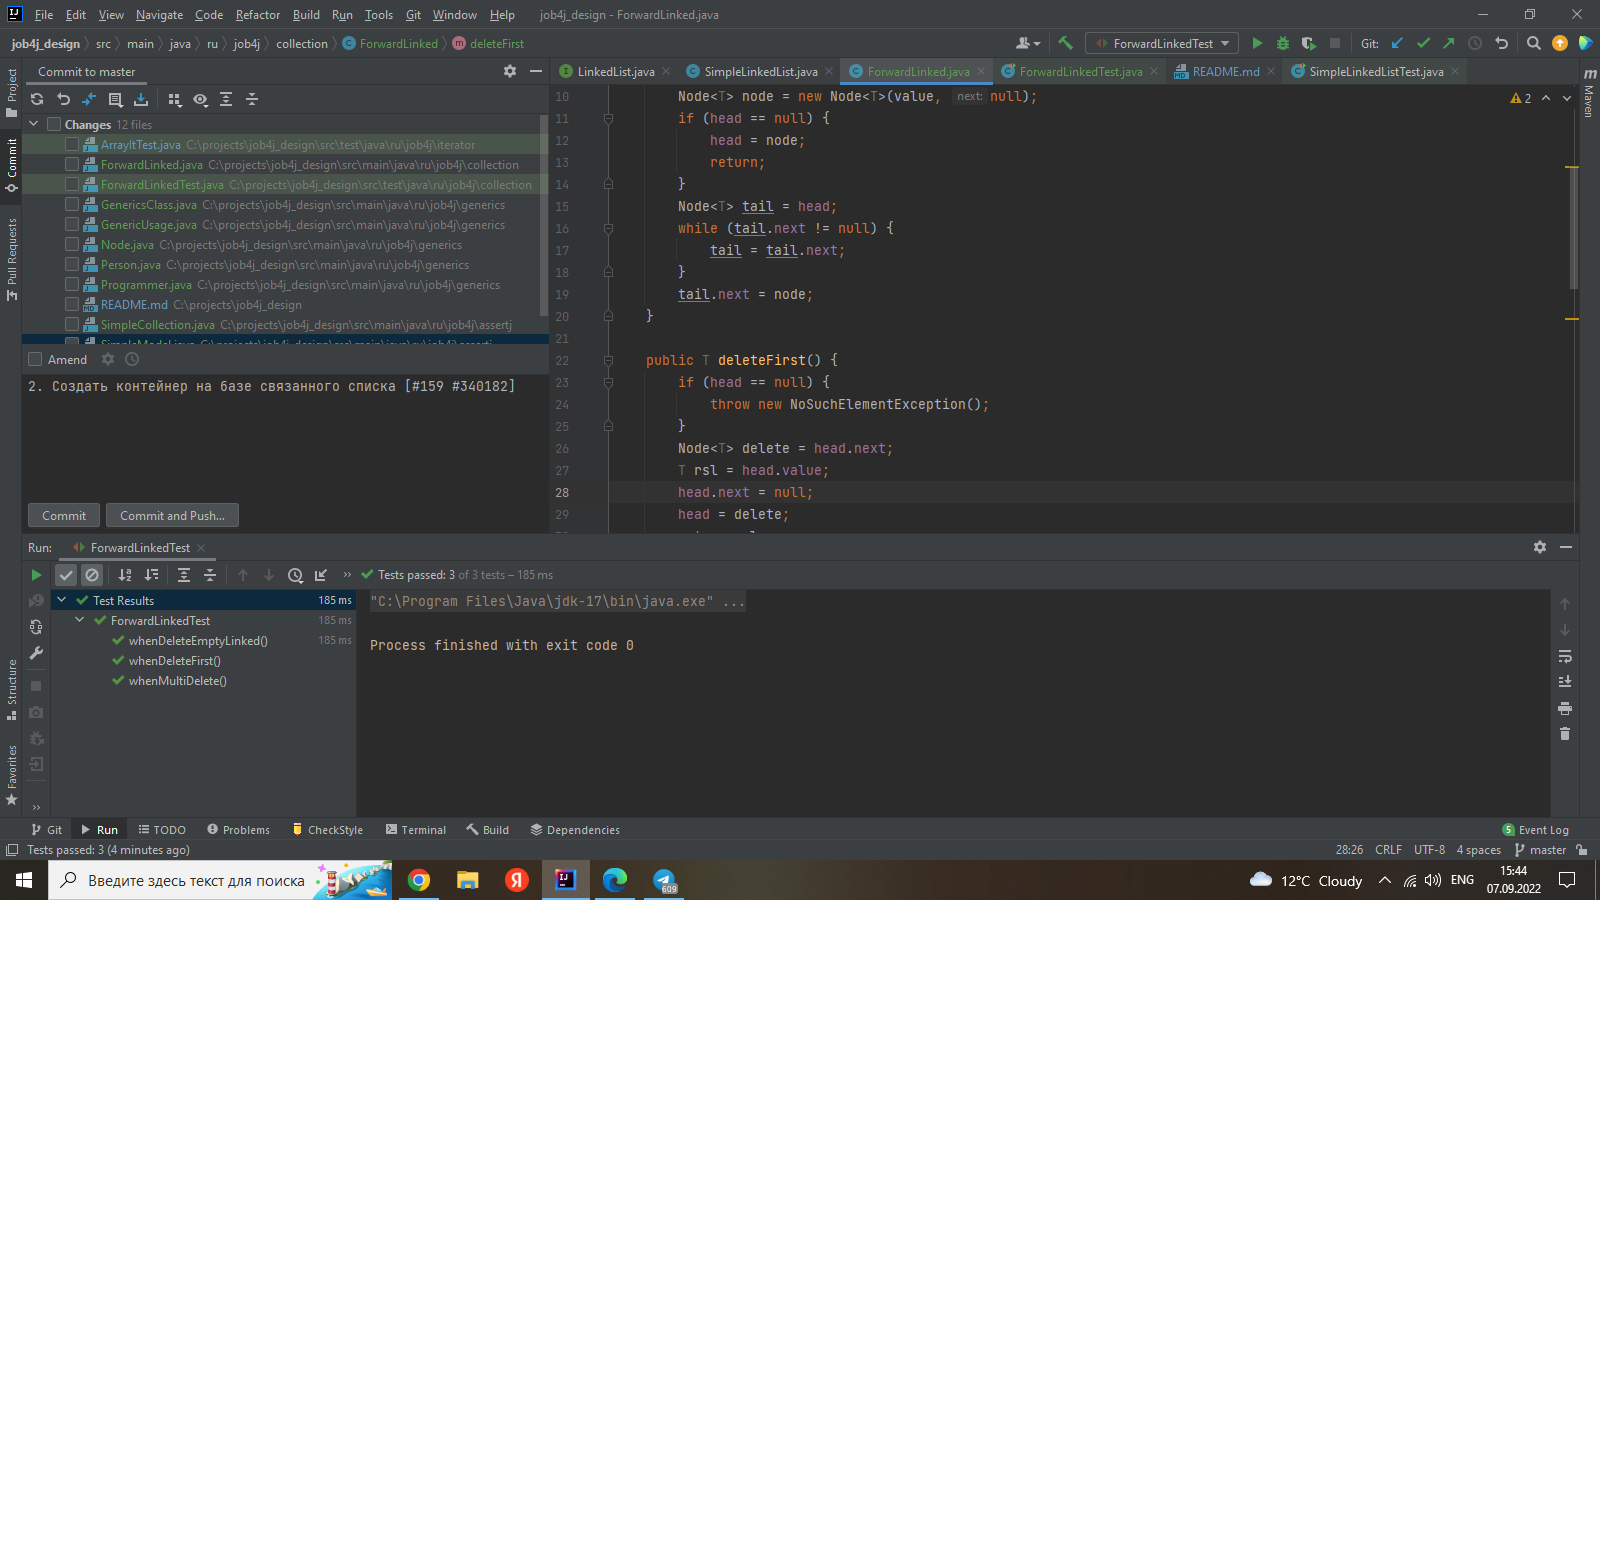 File Edit View Navigate Code Refactor Build Run Tools Git Window Help job4j_design - ForwardLinked.java
job4j_design src main java ru job4j collection ForwardLinked deleteFirst ForwardLinkedTest Git:
Commit to master
LinkedList.java SimpleLinkedList.java ForwardLinked.java ForwardLinkedTest.java README.md SimpleLinkedListTest.java
Project
Commit
Pull Requests
Structure
Favorites
Maven
Changes 12 files
ArrayItTest.java C:\projects\job4j_design\src\test\java\ru\job4j\iterator
ForwardLinked.java C:\projects\job4j_design\src\main\java\ru\job4j\collection
ForwardLinkedTest.java C:\projects\job4j_design\src\test\java\ru\job4j\collection
GenericsClass.java C:\projects\job4j_design\src\main\java\ru\job4j\generics
GenericUsage.java C:\projects\job4j_design\src\main\java\ru\job4j\generics
Node.java C:\projects\job4j_design\src\main\java\ru\job4j\generics
Person.java C:\projects\job4j_design\src\main\java\ru\job4j\generics
Programmer.java C:\projects\job4j_design\src\main\java\ru\job4j\generics
README.md C:\projects\job4j_design
SimpleCollection.java C:\projects\job4j_design\src\main\java\ru\job4j\assertj
SimpleModel.java C:\projects\job4j_design\src\main\java\ru\job4j\assertj
Amend
2. Создать контейнер на базе связанного списка [#159 #340182]
Commit Commit and Push...
2
10 Node<T> node = new Node<T>(value, next: null);
11 if (head == null) {
12 head = node;
13 return;
14 }
15 Node<T> tail = head;
16 while (tail.next != null) {
17 tail = tail.next;
18 }
19 tail.next = node;
20 }
21
22 public T deleteFirst() {
23 if (head == null) {
24 throw new NoSuchElementException();
25 }
26 Node<T> delete = head.next;
27 T rsl = head.value;
28 head.next = null;
29 head = delete;
Run: ForwardLinkedTest
Tests passed: 3 of 3 tests – 185 ms
Test Results 185 ms
ForwardLinkedTest 185 ms
whenDeleteEmptyLinked() 185 ms
whenDeleteFirst()
whenMultiDelete()
"C:\Program Files\Java\jdk-17\bin\java.exe" ...
Process finished with exit code 0
Git Run TODO Problems CheckStyle Terminal Build Dependencies 5 Event Log
Tests passed: 3 (4 minutes ago) 28:26 CRLF UTF-8 4 spaces master
Введите здесь текст для поиска Я IJ 609 12°C Cloudy ENG 15:44
07.09.2022